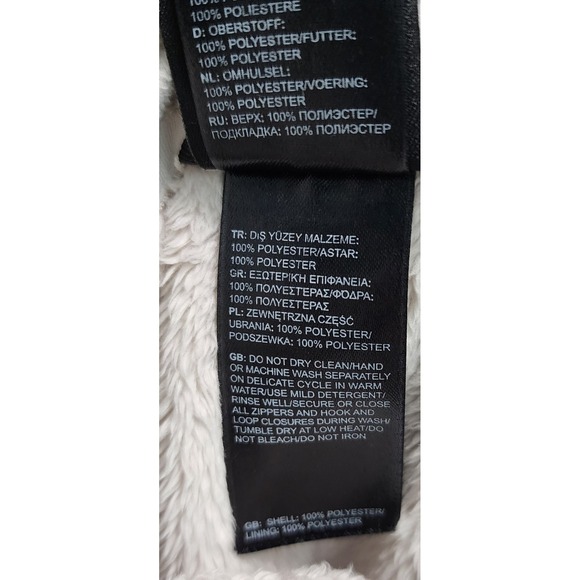 100% POLIESTERE
D: OBERSTOFF:
100% POLYESTER/FUTTER:
100% POLYESTER
NL: OMHULSEL:
100% POLYESTER/VOERING:
100% POLYESTER
RU: ВЕРХ: 100% ПОЛИЭСТЕР/
ПОДКЛАДКА: 100% ПОЛИЭСТЕР
TR: DIŞ YÜZEY MALZEME:
100% POLYESTER/ASTAR:
100% POLYESTER
GR: ΕΞΩΤΕΡΙΚΗ ΕΠΙΦΆΝΕΙΑ:
100% ΠΟΛΥΕΣΤΈΡΑΣ/ΦΌΔΡΑ:
100% ΠΟΛΥΕΣΤΕΡΑΣ
PL: ZEWNĘTRZNA CZĘŚĆ
UBRANIA: 100% POLYESTER/
PODSZEWKA: 100% POLYESTER
GB: DO NOT DRY CLEAN/HAND
OR MACHINE WASH SEPARATELY
ON DELICATE CYCLE IN WARM
WATER/USE MILD DETERGENT/
RINSE WELL/SECURE OR CLOSE
ALL ZIPPERS AND HOOK AND
LOOP CLOSURES DURING WASH/
TUMBLE DRY AT LOW HEAT/DO
NOT BLEACH/DO NOT IRON
GB: SHELL: 100% POLYESTER/
LINING: 100% POLYESTER